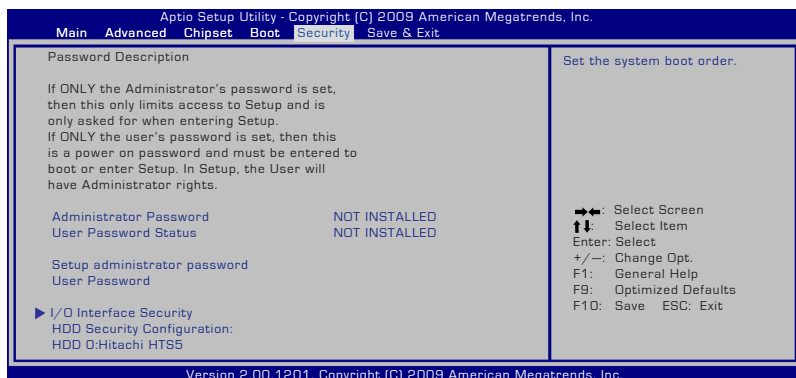 Aptio Setup Utility - Copyright (C) 2009 American Megatrends, Inc.
Main Advanced Chipset Boot Security Save & Exit
Password Description
If ONLY the Administrator's password is set,
then this only limits access to Setup and is
only asked for when entering Setup.
If ONLY the user's password is set, then this
is a power on password and must be entered to
boot or enter Setup. In Setup, the User will
have Administrator rights.
Administrator Password NOT INSTALLED
User Password Status NOT INSTALLED
Setup administrator password
User Password
I/O Interface Security
HDD Security Configuration:
HDD 0:Hitachi HTS5
Set the system boot order.
→←: Select Screen
↑↓: Select Item
Enter: Select
+/—: Change Opt.
F1: General Help
F9: Optimized Defaults
F10: Save ESC: Exit
Version 2.00.1201. Copyright (C) 2009 American Megatrends, Inc.